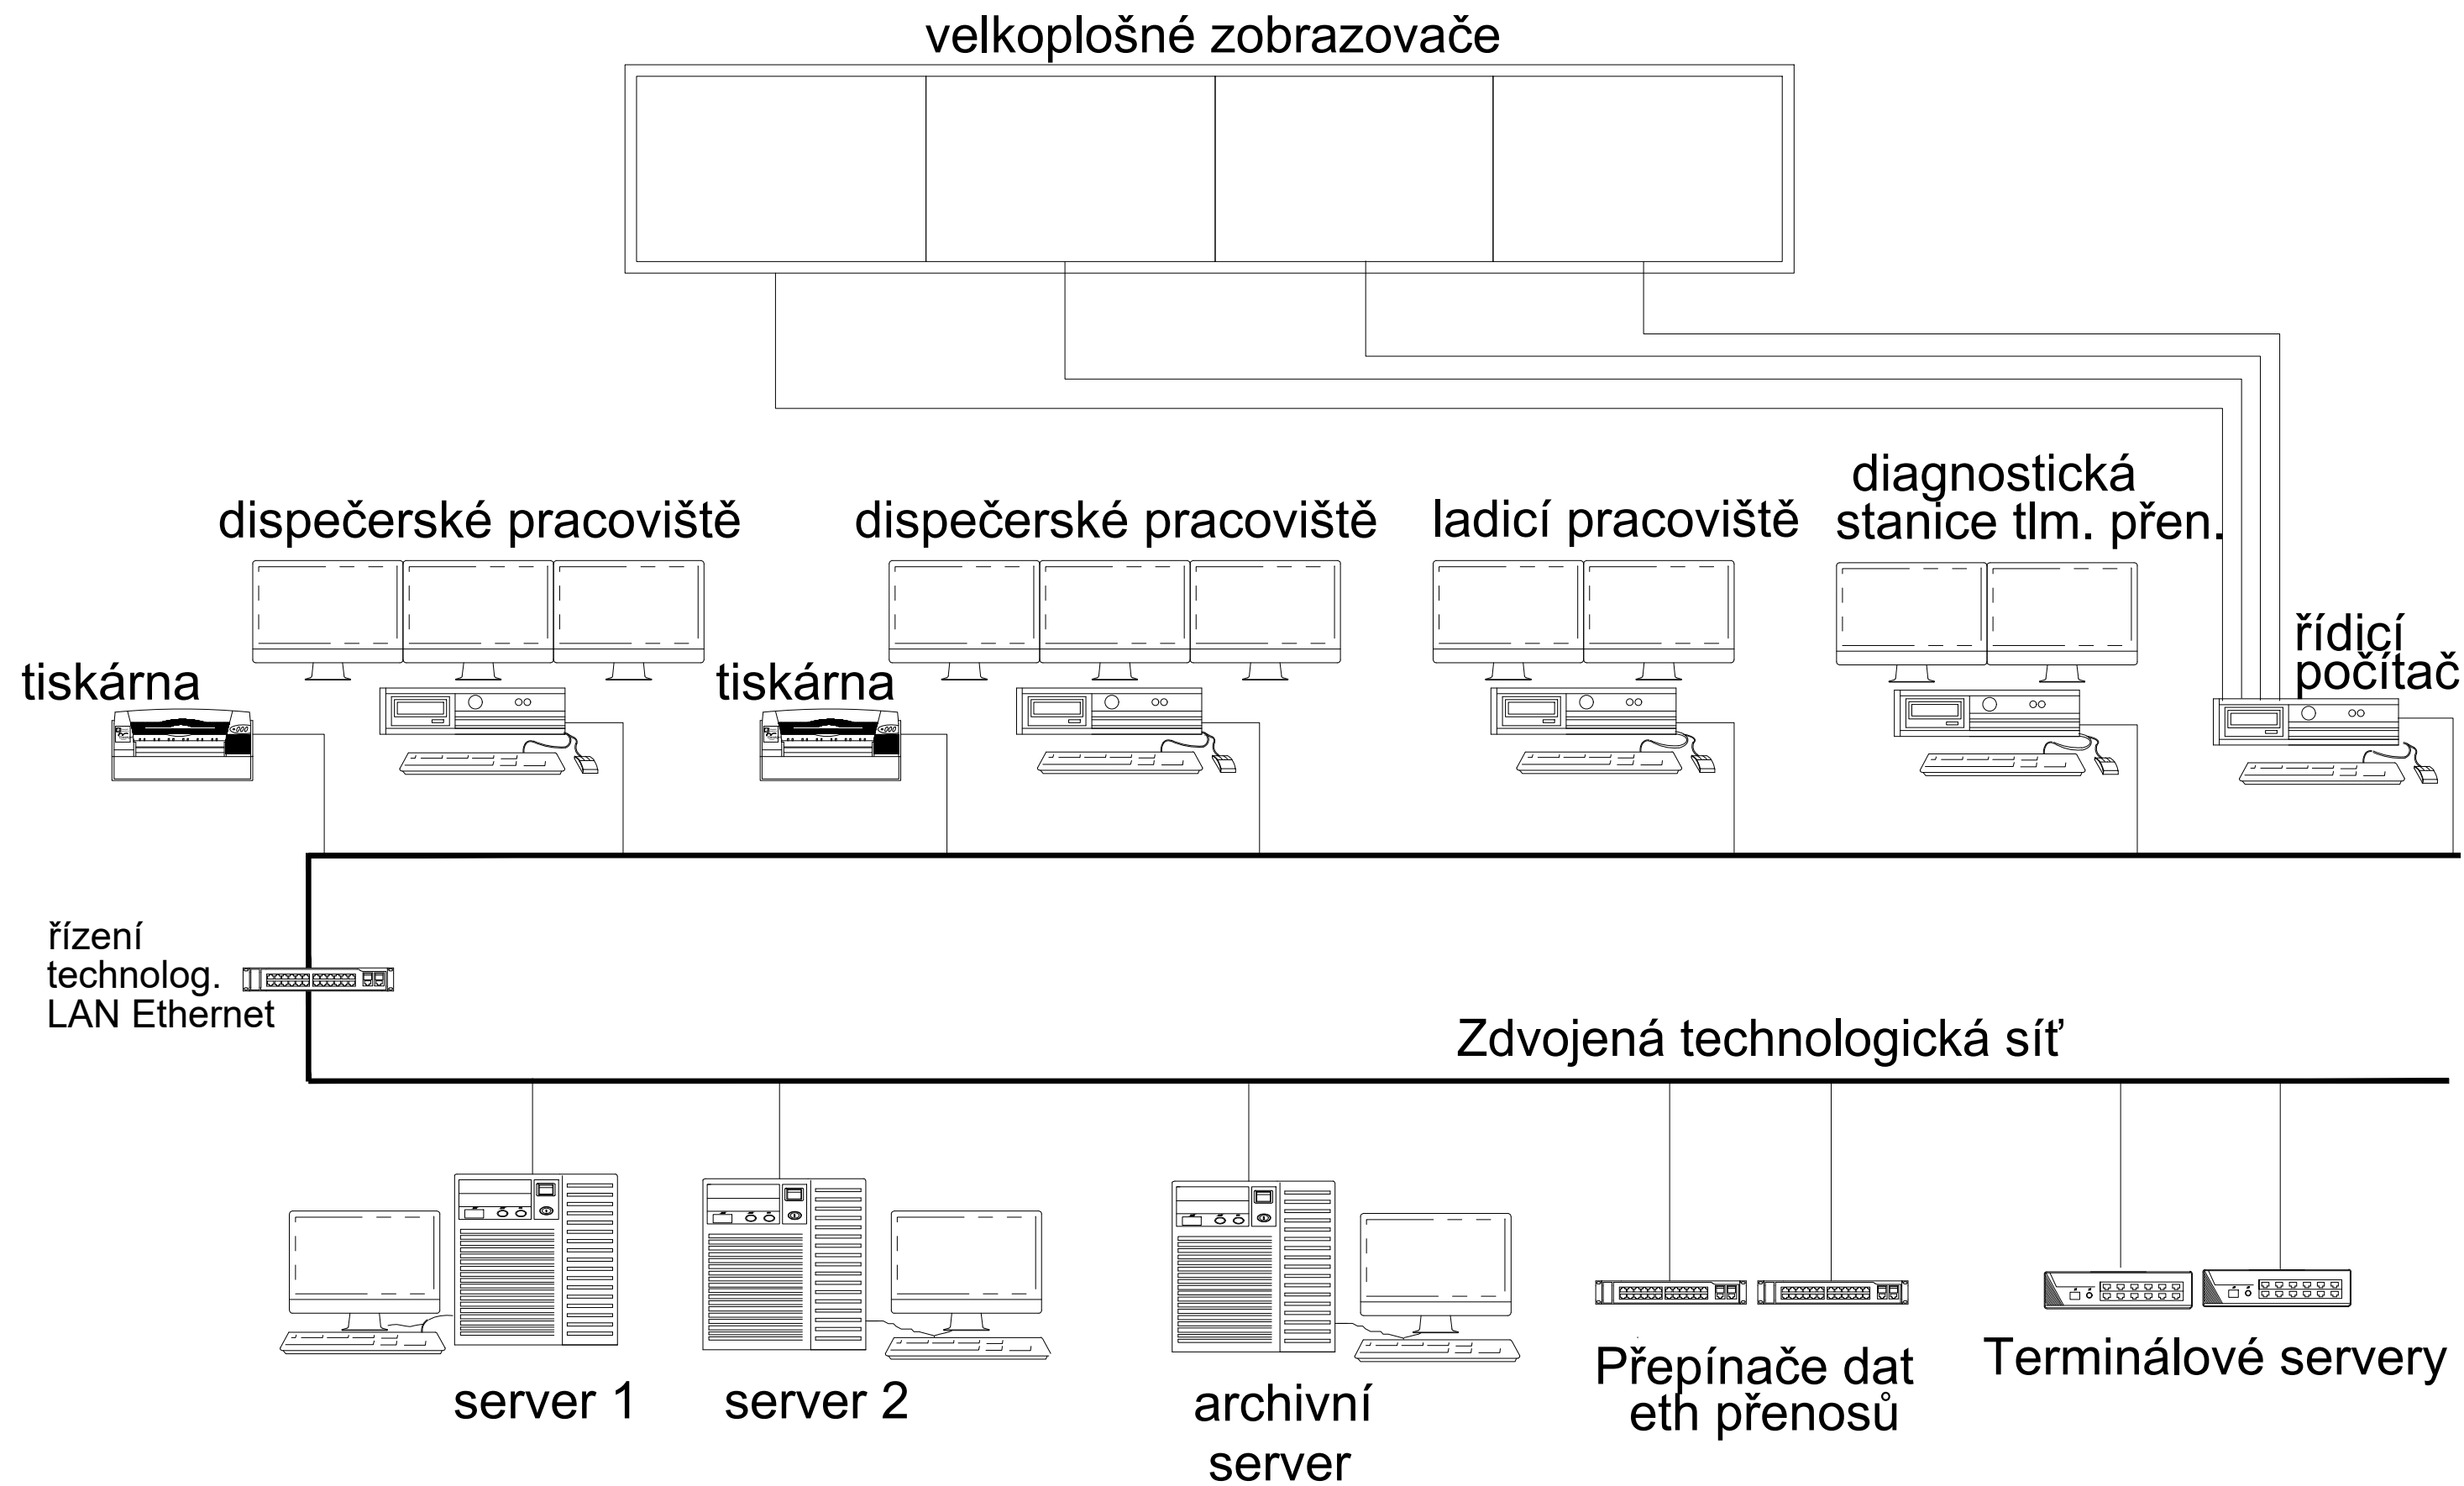 velkoplošné zobrazovače
dispečerské pracoviště
dispečerské pracoviště
ladicí pracoviště
diagnostická
stanice tlm. přen.
tiskárna
tiskárna
řídicí
počítač
řízení
technolog.
LAN Ethernet
Zdvojená technologická síť
server 1
server 2
archivní
server
Přepínače dat
eth přenosů
Terminálové servery